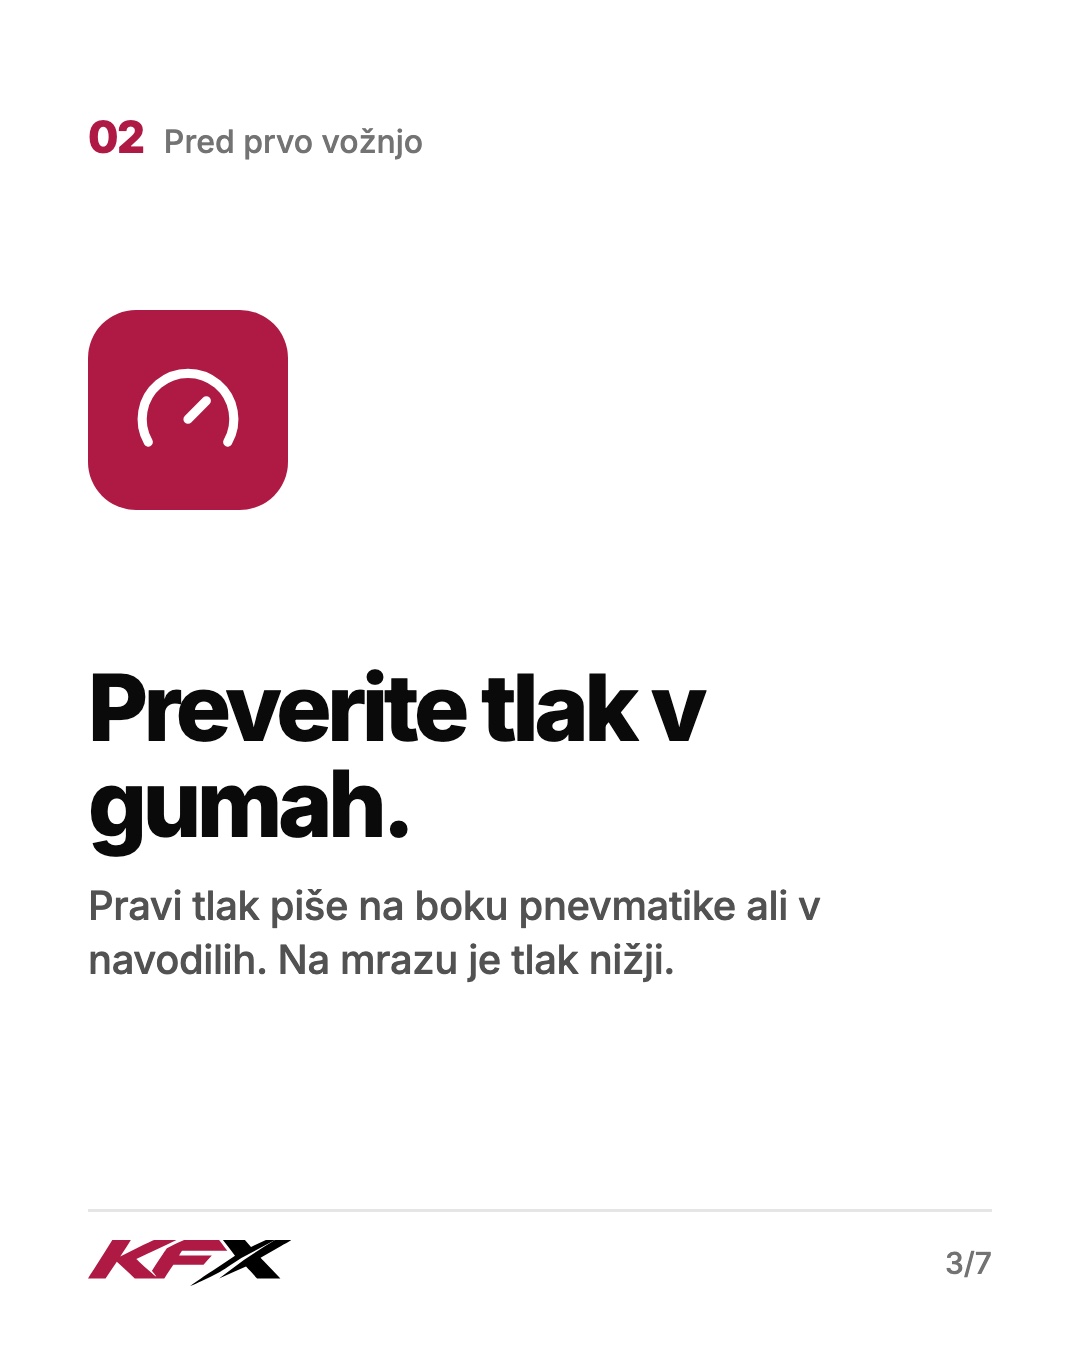 02 Pred prvo vožnjo
Preverite tlak v
gumah.
Pravi tlak piše na boku pnevmatike ali v
navodilih. Na mrazu je tlak nižji.
KFX
3/7